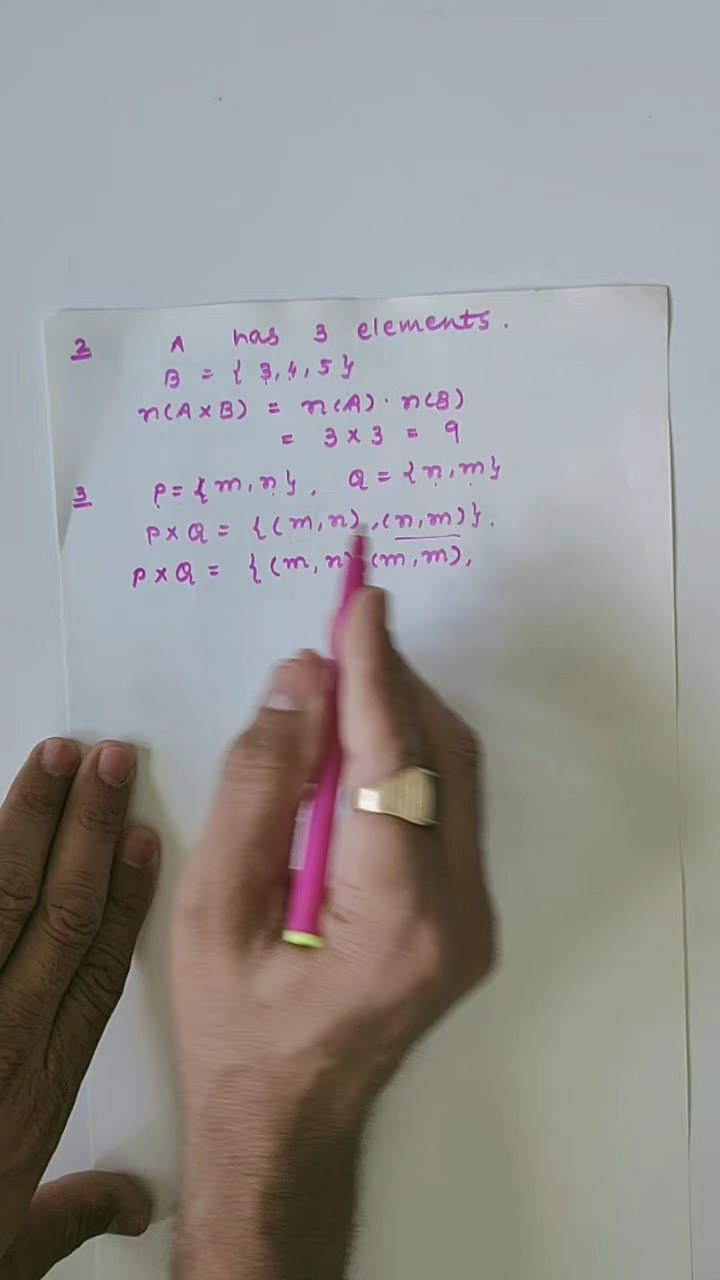 2 A has 3 elements.
B = { 3, 4, 5 }
n(A × B) = n(A) · n(B)
= 3 × 3 = 9
3 P = { m, n }, Q = { n, m }
P × Q = { (m, n), (n, m) }.
P × Q = { (m, n), (m, m),